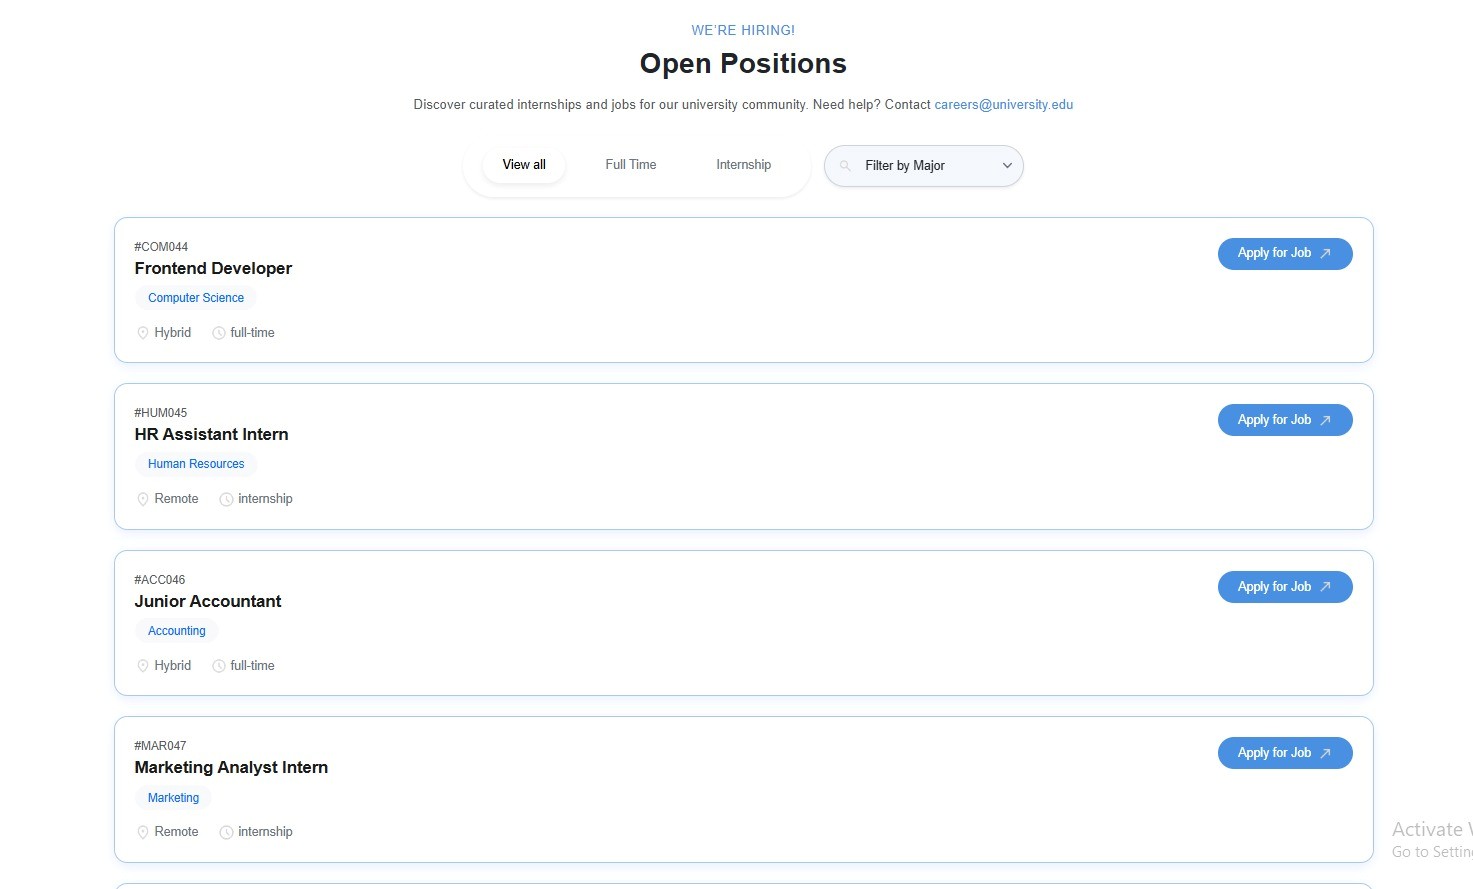 WE'RE HIRING!
Open Positions
Discover curated internships and jobs for our university community. Need help? Contact careers@university.edu
View all Full Time Internship Filter by Major
#COM044
Frontend Developer
Apply for Job
Computer Science
Hybrid full-time
#HUM045
HR Assistant Intern
Apply for Job
Human Resources
Remote internship
#ACC046
Junior Accountant
Apply for Job
Accounting
Hybrid full-time
#MAR047
Marketing Analyst Intern
Apply for Job
Marketing
Remote internship
Activate
Go to